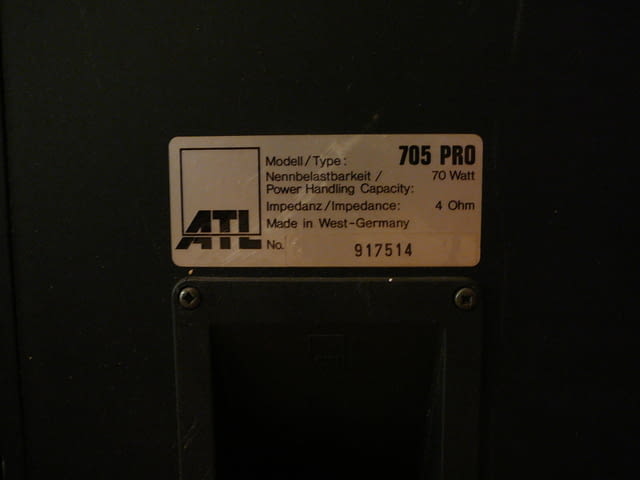 ATL
Modell/Type: 705 PRO
Nennbelastbarkeit / 70 Watt
Power Handling Capacity:
Impedanz/Impedance: 4 Ohm
Made in West-Germany
No. 917514